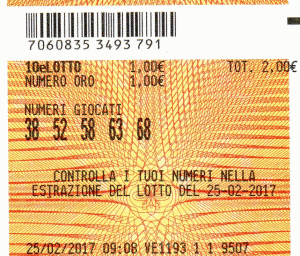 7060835 3493 791
10eLOTTO 1,00€ TOT. 2,00€
NUMERO ORO 1,00€
NUMERI GIOCATI
38 52 58 63 68
CONTROLLA I TUOI NUMERI NELLA
ESTRAZIONE DEL LOTTO DEL 25-02-2017
25/02/2017 09:08 VE1193 1 1 9507